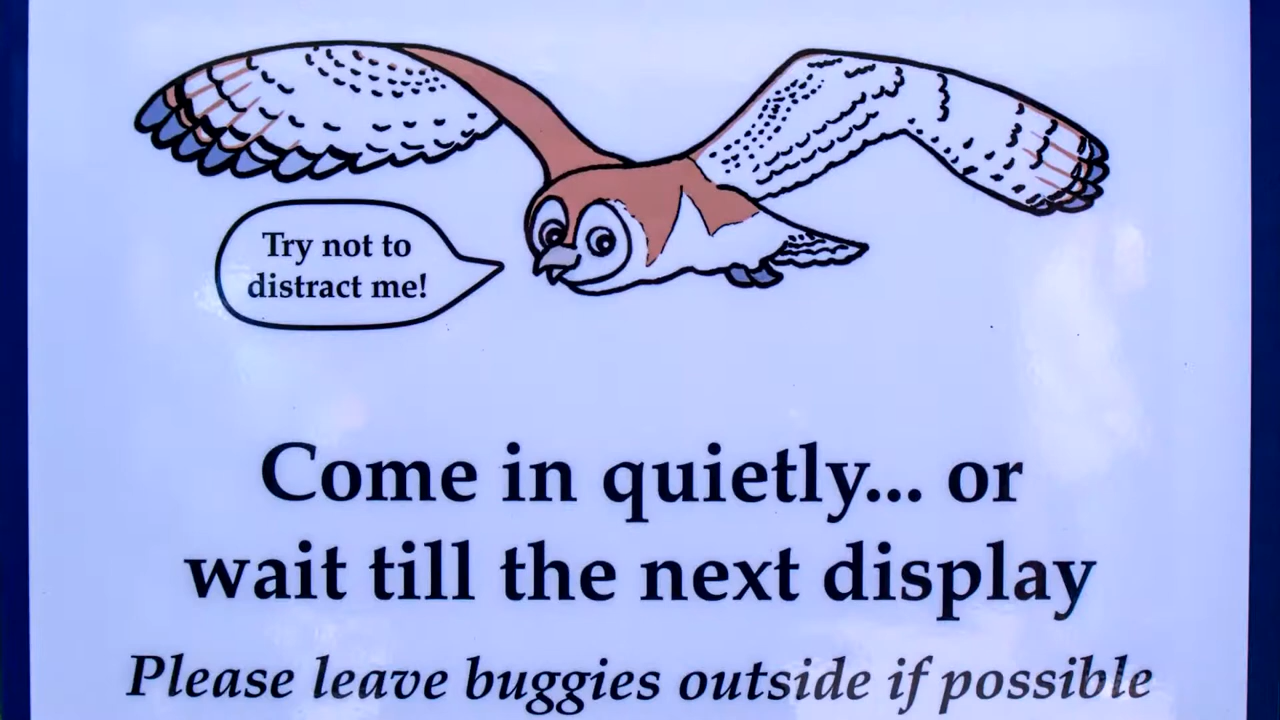 Try not to
distract me!
Come in quietly... or
wait till the next display
Please leave buggies outside if possible